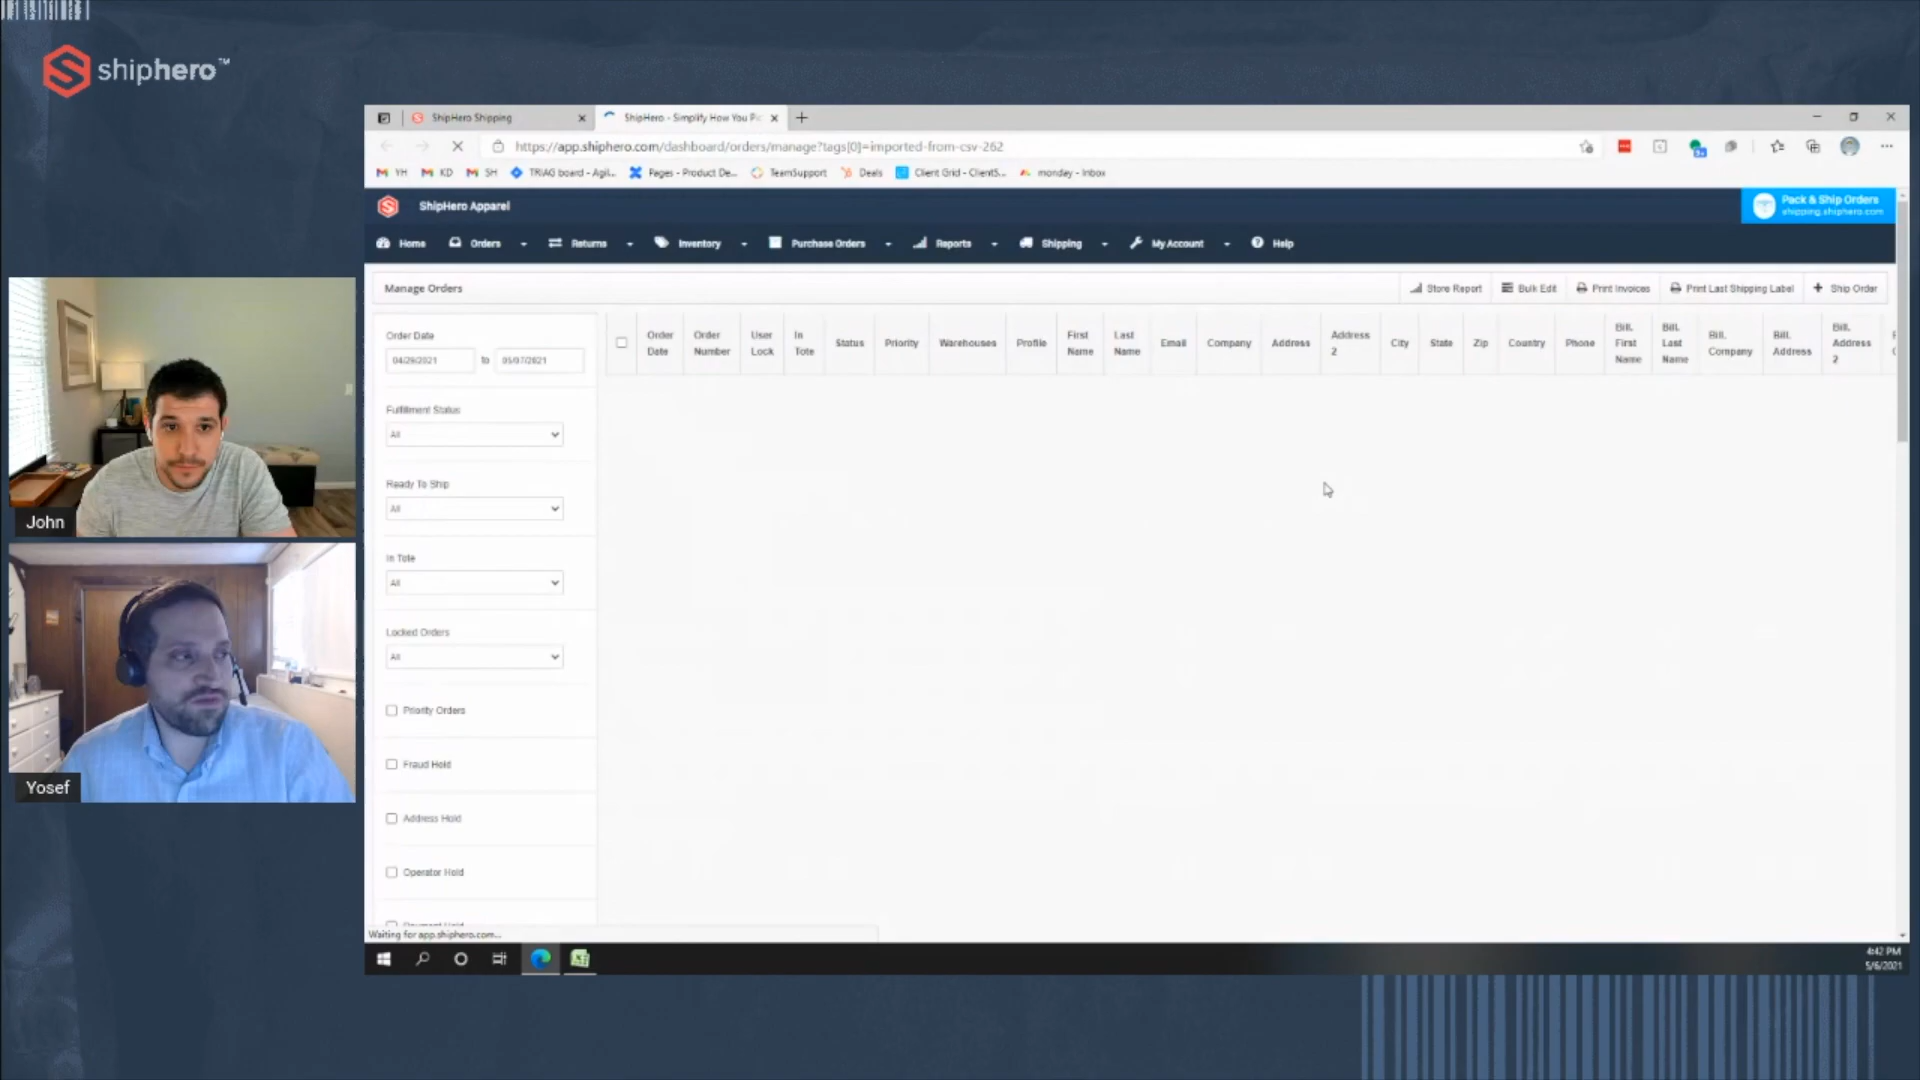 shiphero™
ShipHero Shipping
ShipHero - Simplify How You Pic
https://app.shiphero.com/dashboard/orders/manage?tags[0]=imported-from-csv-262
YH
KD
SH
TRIAG board - Agil...
Pages - Product De...
TeamSupport
Deals
Client Grid - ClientS...
monday - Inbox
ShipHero Apparel
Pack & Ship Orders
shipping.shiphero.com
Home
Orders
Returns
Inventory
Purchase Orders
Reports
Shipping
My Account
Help
Manage Orders
Store Report
Bulk Edit
Print Invoices
Print Last Shipping Label
Ship Order
Order Date
04/29/2021 to 05/07/2021
Fulfillment Status
All
Ready To Ship
All
In Tote
All
Locked Orders
All
Priority Orders
Fraud Hold
Address Hold
Operator Hold
Payment Hold
Order Date
Order Number
User Lock
In Tote
Status
Priority
Warehouses
Profile
First Name
Last Name
Email
Company
Address
Address 2
City
State
Zip
Country
Phone
Bill. First Name
Bill. Last Name
Bill. Company
Bill. Address
Bill. Address 2
Waiting for app.shiphero.com...
4:42 PM
5/6/2021
John
Yosef